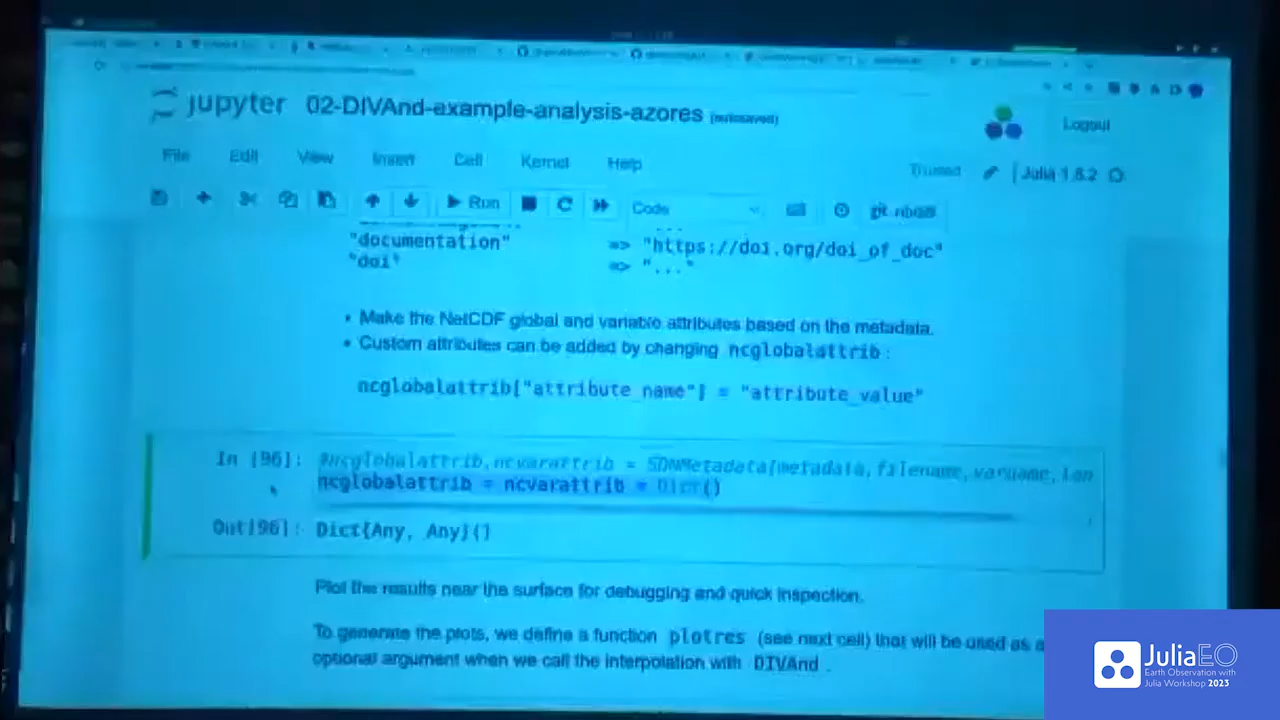 jupyter 02-DIVAnd-example-analysis-azores (autosaved)
Logout
File Edit View Insert Cell Kernel Help
Trusted Julia 1.8.2
Run Code git nbdiff
"documentation" => "https://doi.org/doi_of_doc"
"doi" => "..."
• Make the NetCDF global and variable attributes based on the metadata.
• Custom attributes can be added by changing ncglobalattrib :
ncglobalattrib["attribute_name"] = "attribute_value"
In [96]: #ncglobalattrib,ncvarattrib = SDNMetadata(metadata,filename,varname,lon
ncglobalattrib = ncvarattrib = Dict()
Out[96]: Dict{Any, Any}()
Plot the results near the surface for debugging and quick inspection.
To generate the plots, we define a function plotres (see next cell) that will be used as a
optional argument when we call the interpolation with DIVAnd .
JuliaEO
Earth Observation with
Julia Workshop 2023